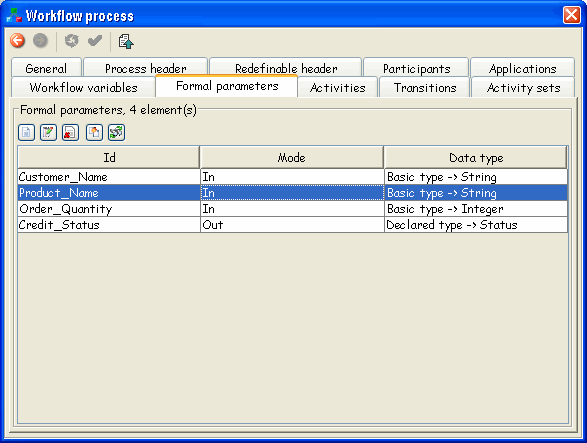 Workflow process
General Process header Redefinable header Participants Applications
Workflow variables Formal parameters Activities Transitions Activity sets
Formal parameters, 4 element(s)
Id Mode Data type
Customer_Name In Basic type -> String
Product_Name In Basic type -> String
Order_Quantity In Basic type -> Integer
Credit_Status Out Declared type -> Status